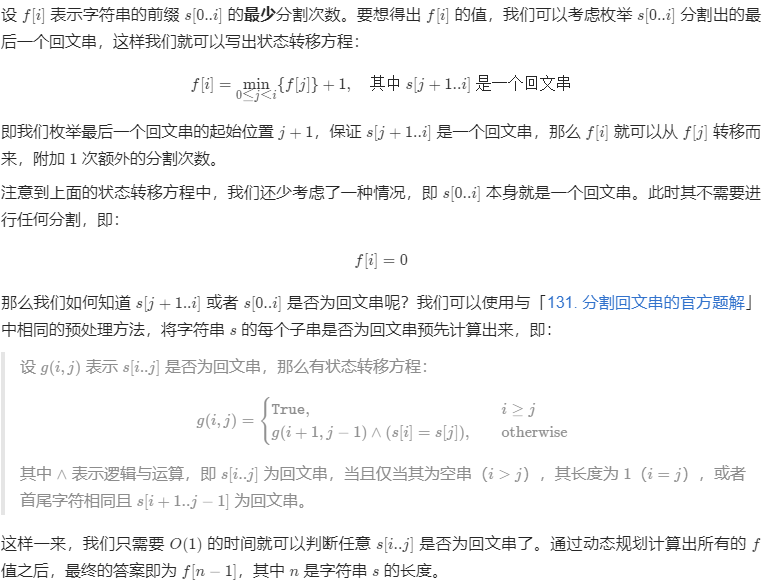 设 f[i] 表示字符串的前缀 s[0..i] 的最少分割次数。要想得出 f[i] 的值，我们可以考虑枚举 s[0..i] 分割出的最
后一个回文串，这样我们就可以写出状态转移方程：
f[i] = min_{0≤j<i}{f[j]} + 1, 其中 s[j + 1..i] 是一个回文串
即我们枚举最后一个回文串的起始位置 j + 1，保证 s[j + 1..i] 是一个回文串，那么 f[i] 就可以从 f[j] 转移而
来，附加 1 次额外的分割次数。
注意到上面的状态转移方程中，我们还少考虑了一种情况，即 s[0..i] 本身就是一个回文串。此时其不需要进
行任何分割，即：
f[i] = 0
那么我们如何知道 s[j + 1..i] 或者 s[0..i] 是否为回文串呢？我们可以使用与「131. 分割回文串的官方题解」
中相同的预处理方法，将字符串 s 的每个子串是否为回文串预先计算出来，即：
设 g(i, j) 表示 s[i..j] 是否为回文串，那么有状态转移方程：
g(i, j) = { True, i ≥ j
g(i + 1, j − 1) ∧ (s[i] = s[j]), otherwise
其中 ∧ 表示逻辑与运算，即 s[i..j] 为回文串，当且仅当其为空串（i > j），其长度为 1（i = j），或者
首尾字符相同且 s[i + 1..j − 1] 为回文串。
这样一来，我们只需要 O(1) 的时间就可以判断任意 s[i..j] 是否为回文串了。通过动态规划计算出所有的 f
值之后，最终的答案即为 f[n − 1]，其中 n 是字符串 s 的长度。